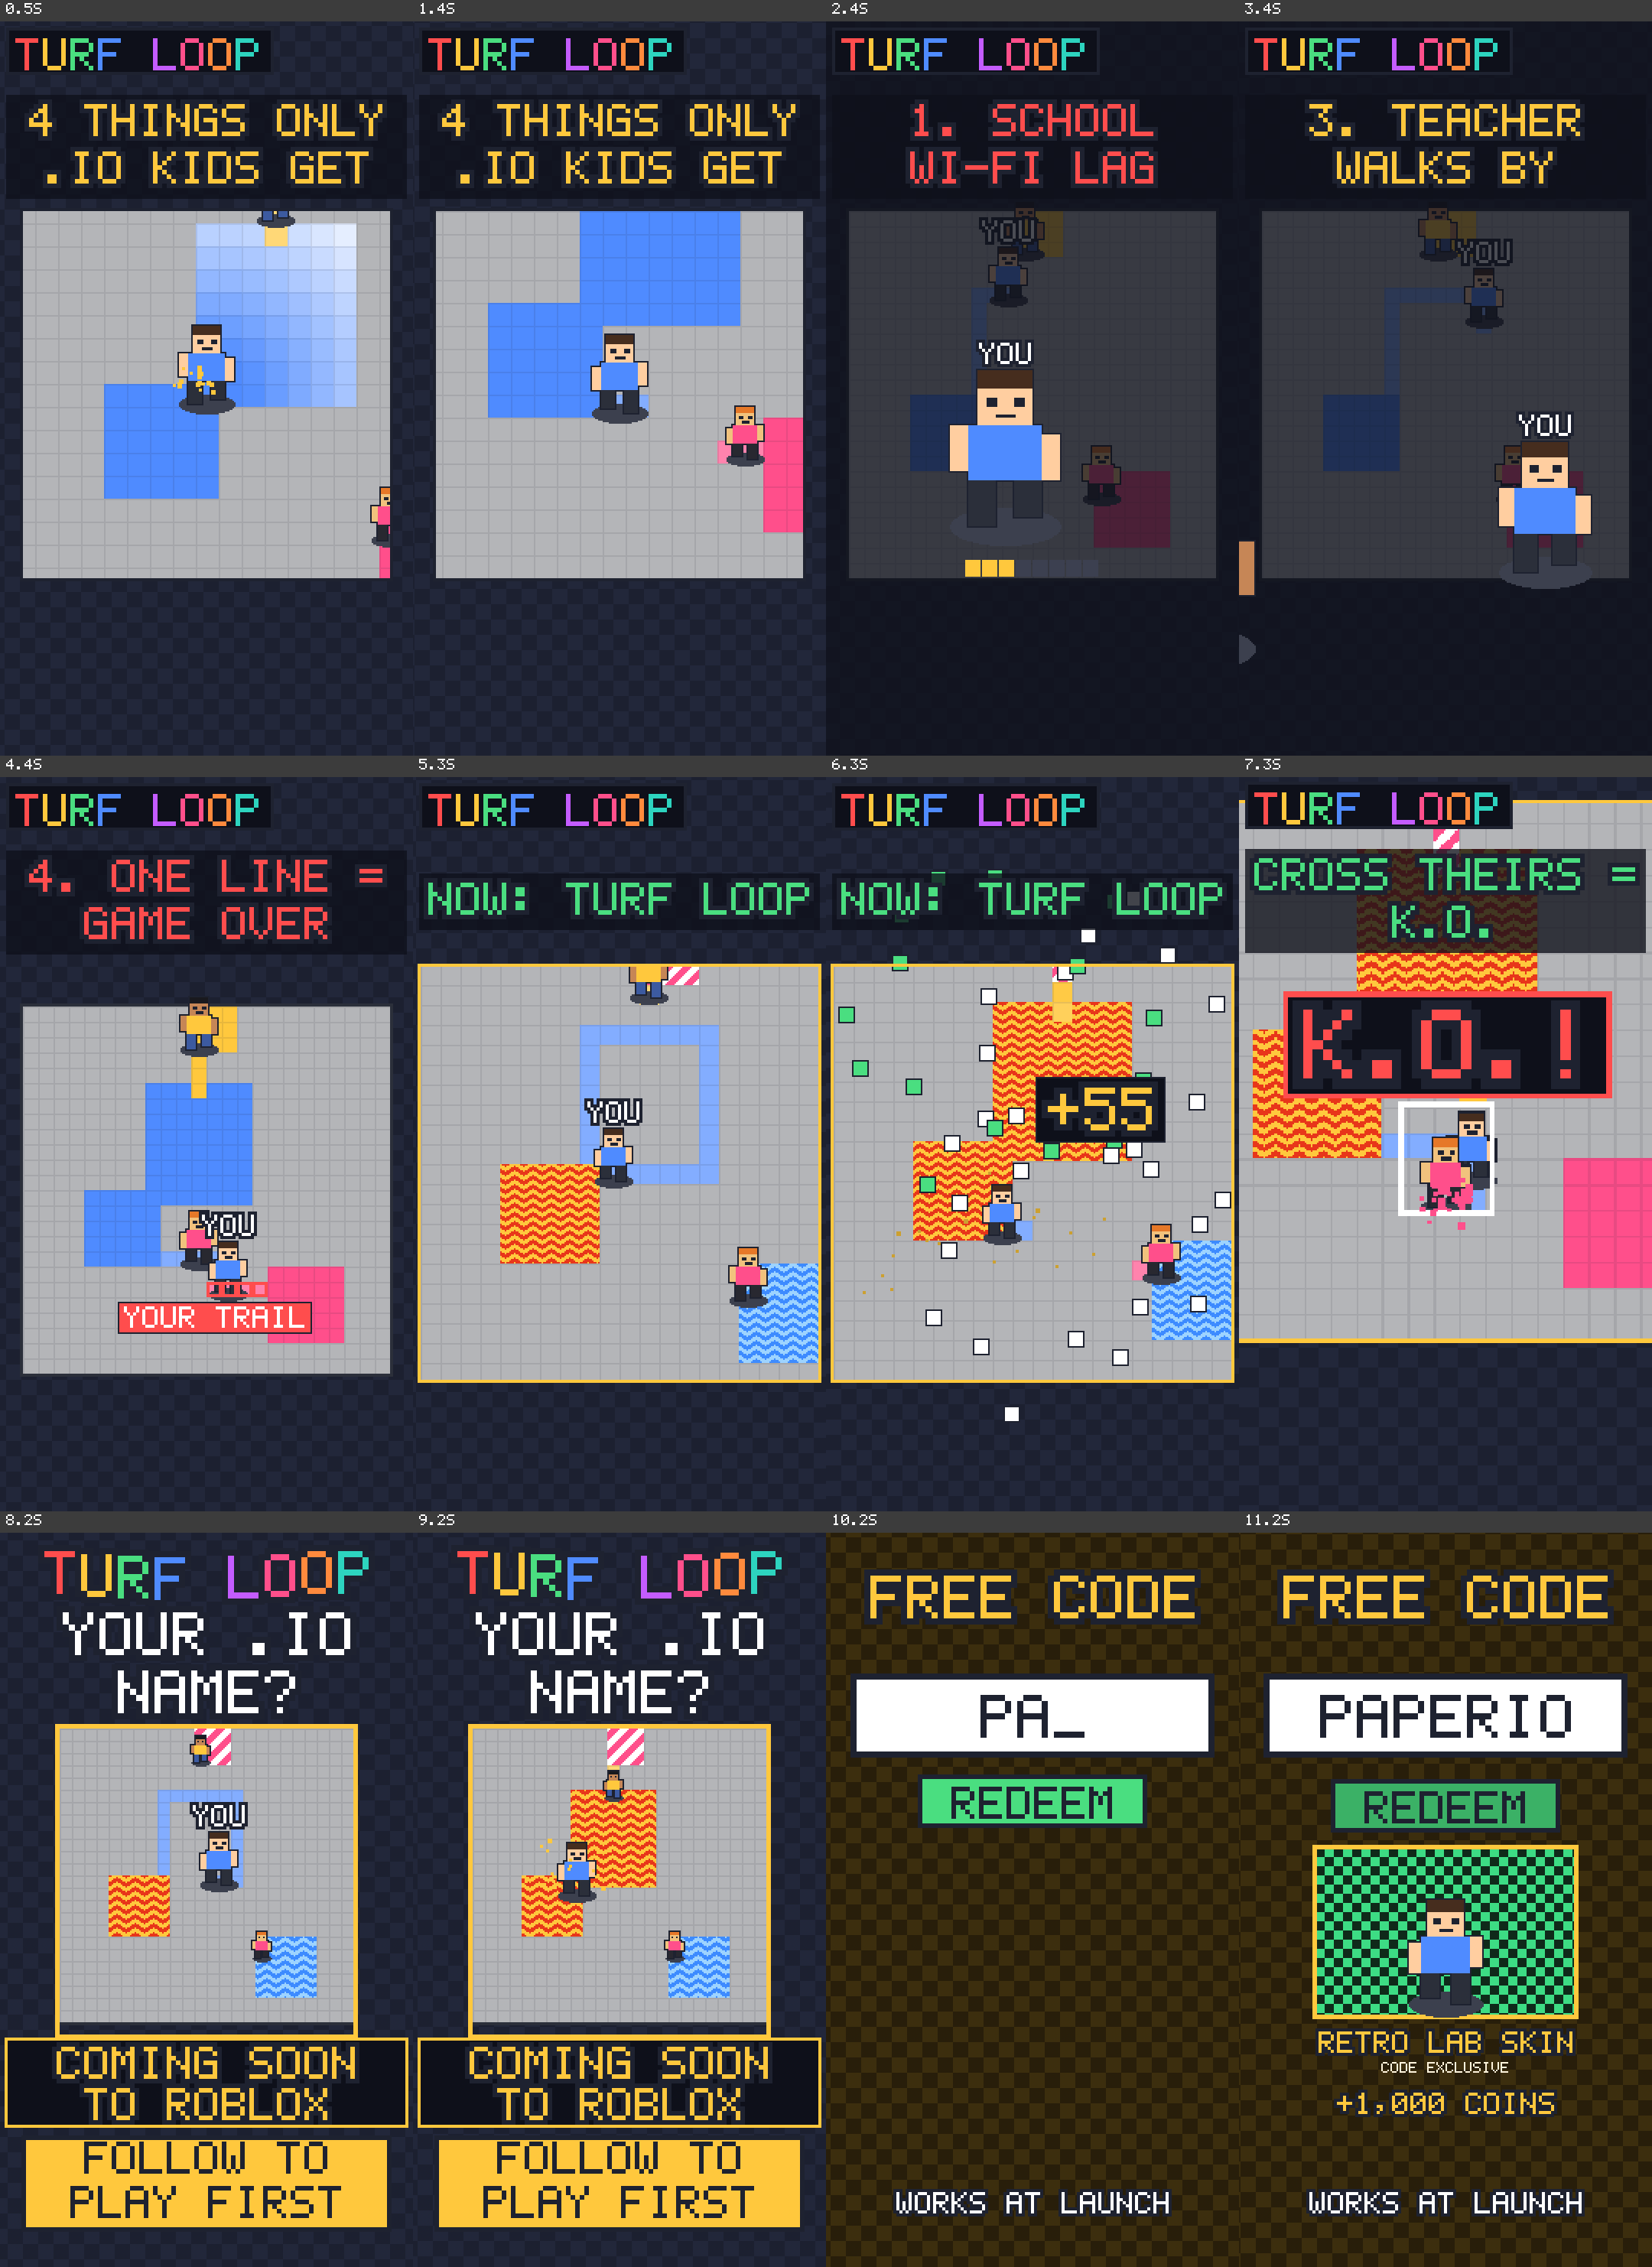 0.5S
TURF LOOP
4 THINGS ONLY
.IO KIDS GET
1.4S
TURF LOOP
4 THINGS ONLY
.IO KIDS GET
2.4S
TURF LOOP
1. SCHOOL
WI-FI LAG
YOU
YOU
3.4S
TURF LOOP
3. TEACHER
WALKS BY
YOU
YOU
4.4S
TURF LOOP
4. ONE LINE =
GAME OVER
YOU
YOUR TRAIL
5.3S
TURF LOOP
NOW: TURF LOOP
YOU
6.3S
TURF LOOP
NOW: TURF LOOP
+55
7.3S
TURF LOOP
CROSS THEIRS =
K.O.
K.O.!
8.2S
TURF LOOP
YOUR .IO
NAME?
YOU
COMING SOON
TO ROBLOX
FOLLOW TO
PLAY FIRST
9.2S
TURF LOOP
YOUR .IO
NAME?
COMING SOON
TO ROBLOX
FOLLOW TO
PLAY FIRST
10.2S
FREE CODE
PA_
REDEEM
WORKS AT LAUNCH
11.2S
FREE CODE
PAPERIO
REDEEM
RETRO LAB SKIN
CODE EXCLUSIVE
+1,000 COINS
WORKS AT LAUNCH